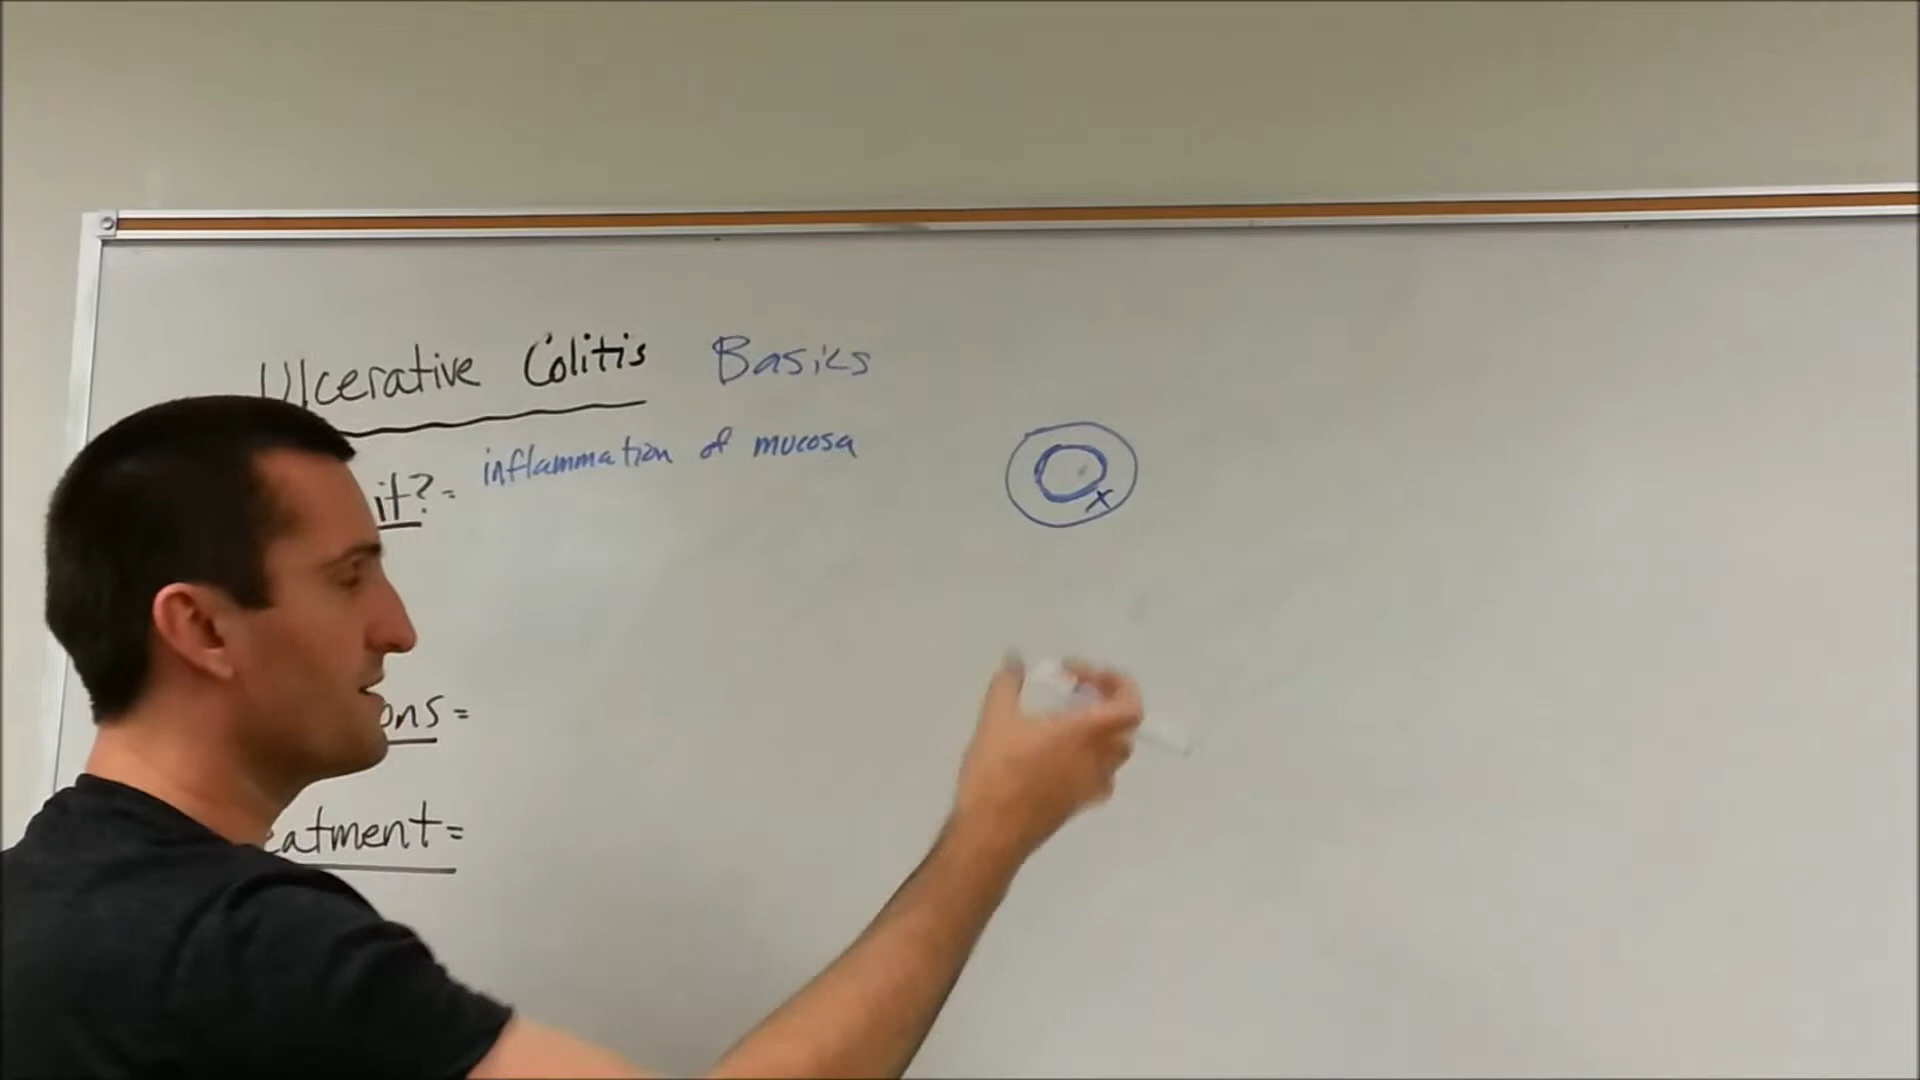 Ulcerative Colitis Basics
it? = inflammation of mucosa
x
ons =
eatment =